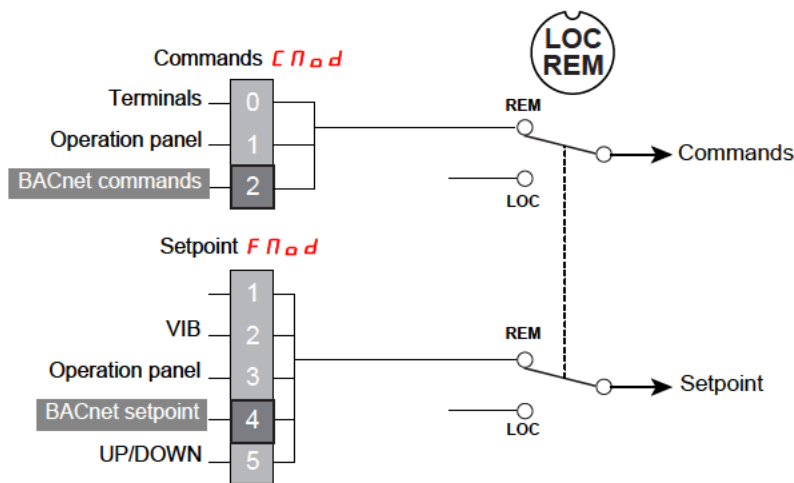 LOC
REM
Commands CMod
Terminals 0
REM
Operation panel 1
Commands
BACnet commands 2
LOC
Setpoint FMod
1
VIB 2
REM
Operation panel 3
Setpoint
BACnet setpoint 4
LOC
UP/DOWN 5